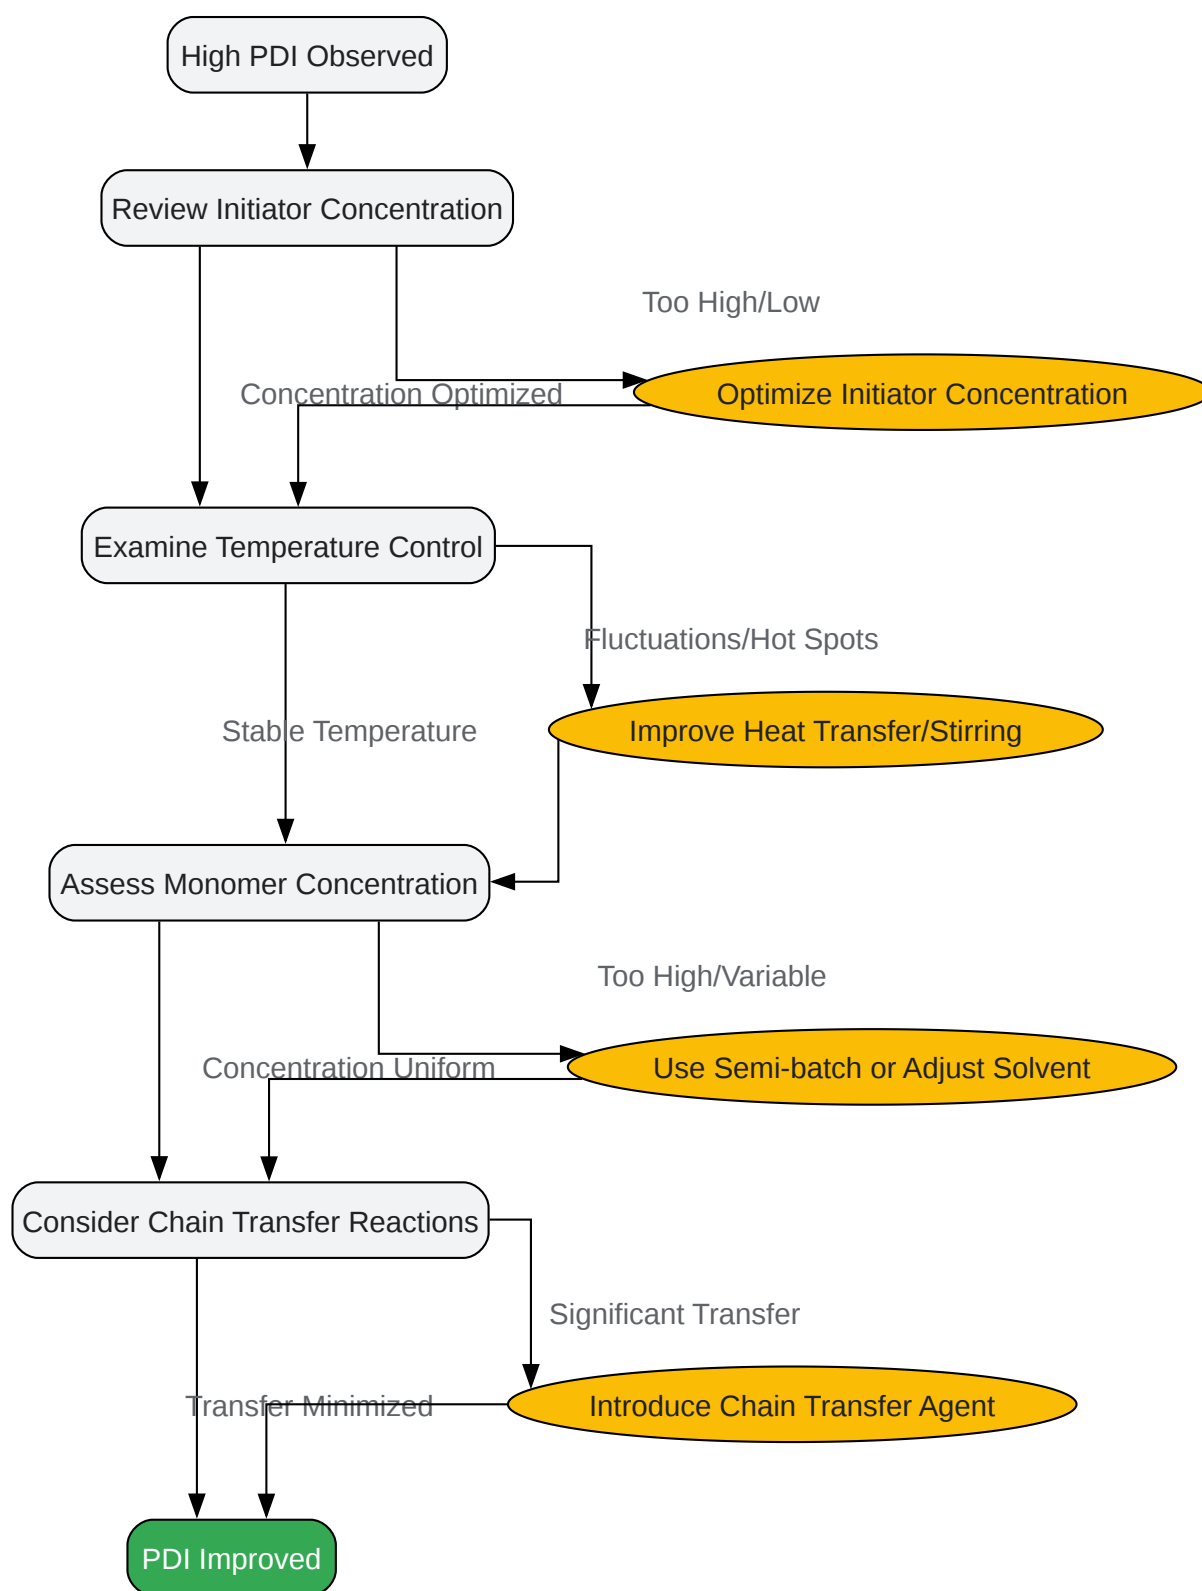 High PDI Observed
Review Initiator Concentration
Too High/Low
Concentration Optimized
Optimize Initiator Concentration
Examine Temperature Control
Fluctuations/Hot Spots
Stable Temperature
Improve Heat Transfer/Stirring
Assess Monomer Concentration
Too High/Variable
Concentration Uniform
Use Semi-batch or Adjust Solvent
Consider Chain Transfer Reactions
Significant Transfer
Transfer Minimized
Introduce Chain Transfer Agent
PDI Improved